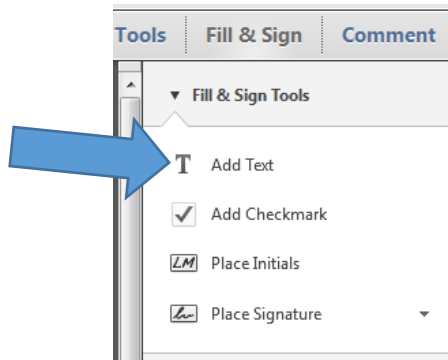 Tools Fill & Sign Comment
Fill & Sign Tools
T Add Text
Add Checkmark
LM Place Initials
Place Signature